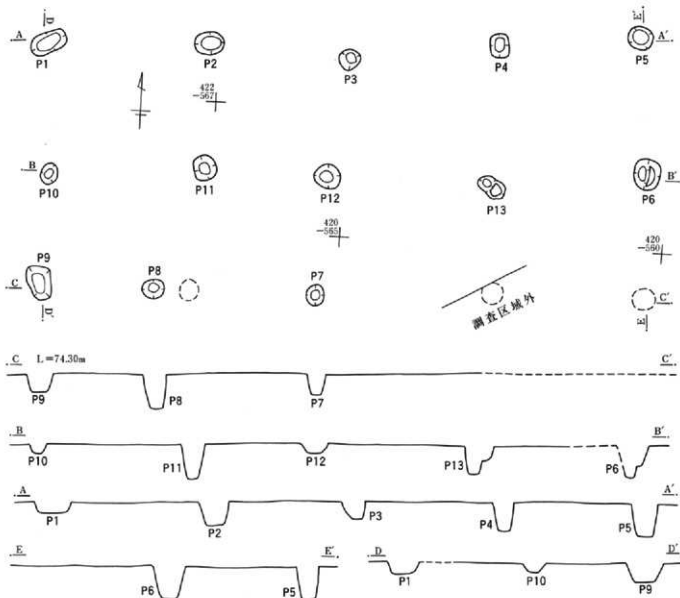 D
E′
A
A′
P1
P2
P3
P4
P5
422
-567
B
B′
P10
P11
P12
P13
P6
420
-565
420
-560
P9
P8
P7
C
C′
D′
E
調査区域外
C
L=74.30m
C′
P9
P8
P7
B
B′
P10
P11
P12
P13
P6
A
A′
P1
P2
P3
P4
P5
E
E′
D
D′
P6
P5
P1
P10
P9